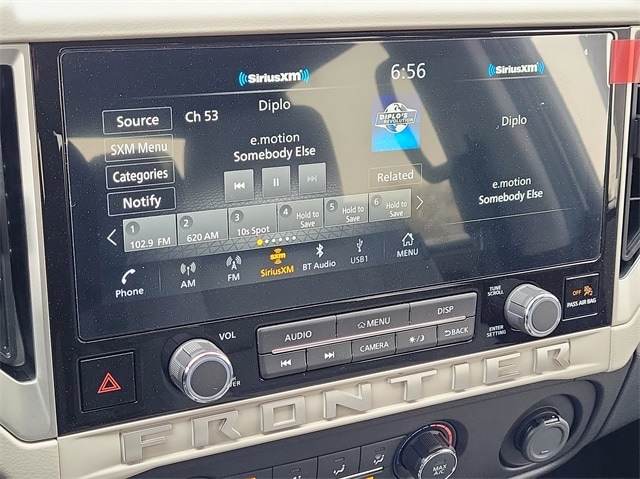 SiriusXM
6:56
SiriusXM
Source
Ch 53
Diplo
DIPLO'S REVOLUTION
Diplo
SXM Menu
e.motion
Somebody Else
e.motion
Somebody Else
Categories
Related
Notify
1 102.9 FM
2 620 AM
3 10s Spot
4 Hold to Save
5 Hold to Save
6 Hold to Save
Phone
AM
FM
sxm
SiriusXM
BT Audio
USB1
MENU
VOL
AUDIO
MENU
DISP
TUNE
SCROLL
OFF
PASS AIR BAG
CAMERA
BACK
ENTER
SETTING
FRONTIER
MAX
A/C